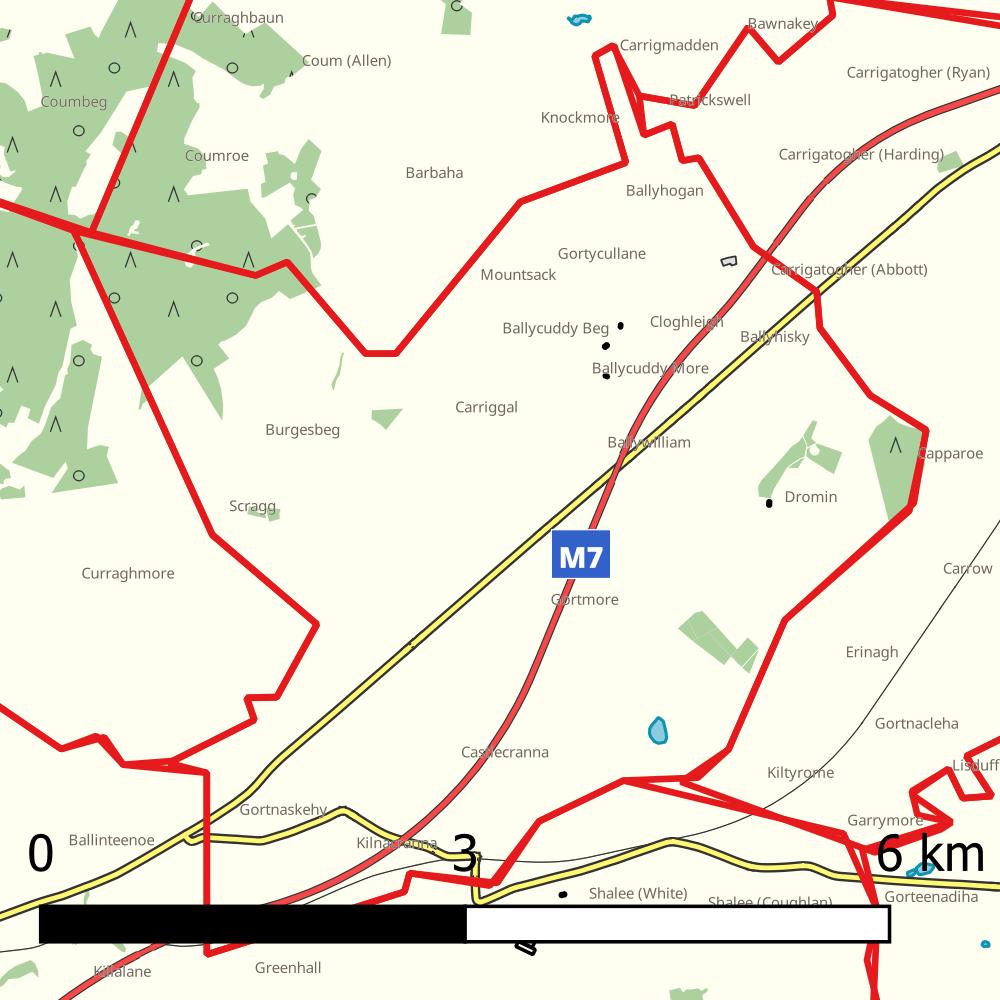 Curraghbaun
Bawnakey
Carrigmadden
Coum (Allen)
Carrigatogher (Ryan)
Coumbeg
Patrickswell
Knockmore
Coumroe
Carrigatogher (Harding)
Barbaha
Ballyhogan
Gortycullane
Mountsack
Carrigatogher (Abbott)
Cloghleigh
Ballycuddy Beg
Ballyhisky
Ballycuddy More
Carriggal
Burgesbeg
Ballywilliam
Capparoe
Dromin
Scragg
M7
Carrow
Curraghmore
Gortmore
Erinagh
Gortnacleha
Castlecranna
Lisduff
Kiltyrome
Gortnaskehy
Garrymore
Ballinteenoe
Kilnacranna
0 3 6 km
Shalee (White)
Gorteenadiha
Shalee (Coughlan)
Greenhall
Killalane